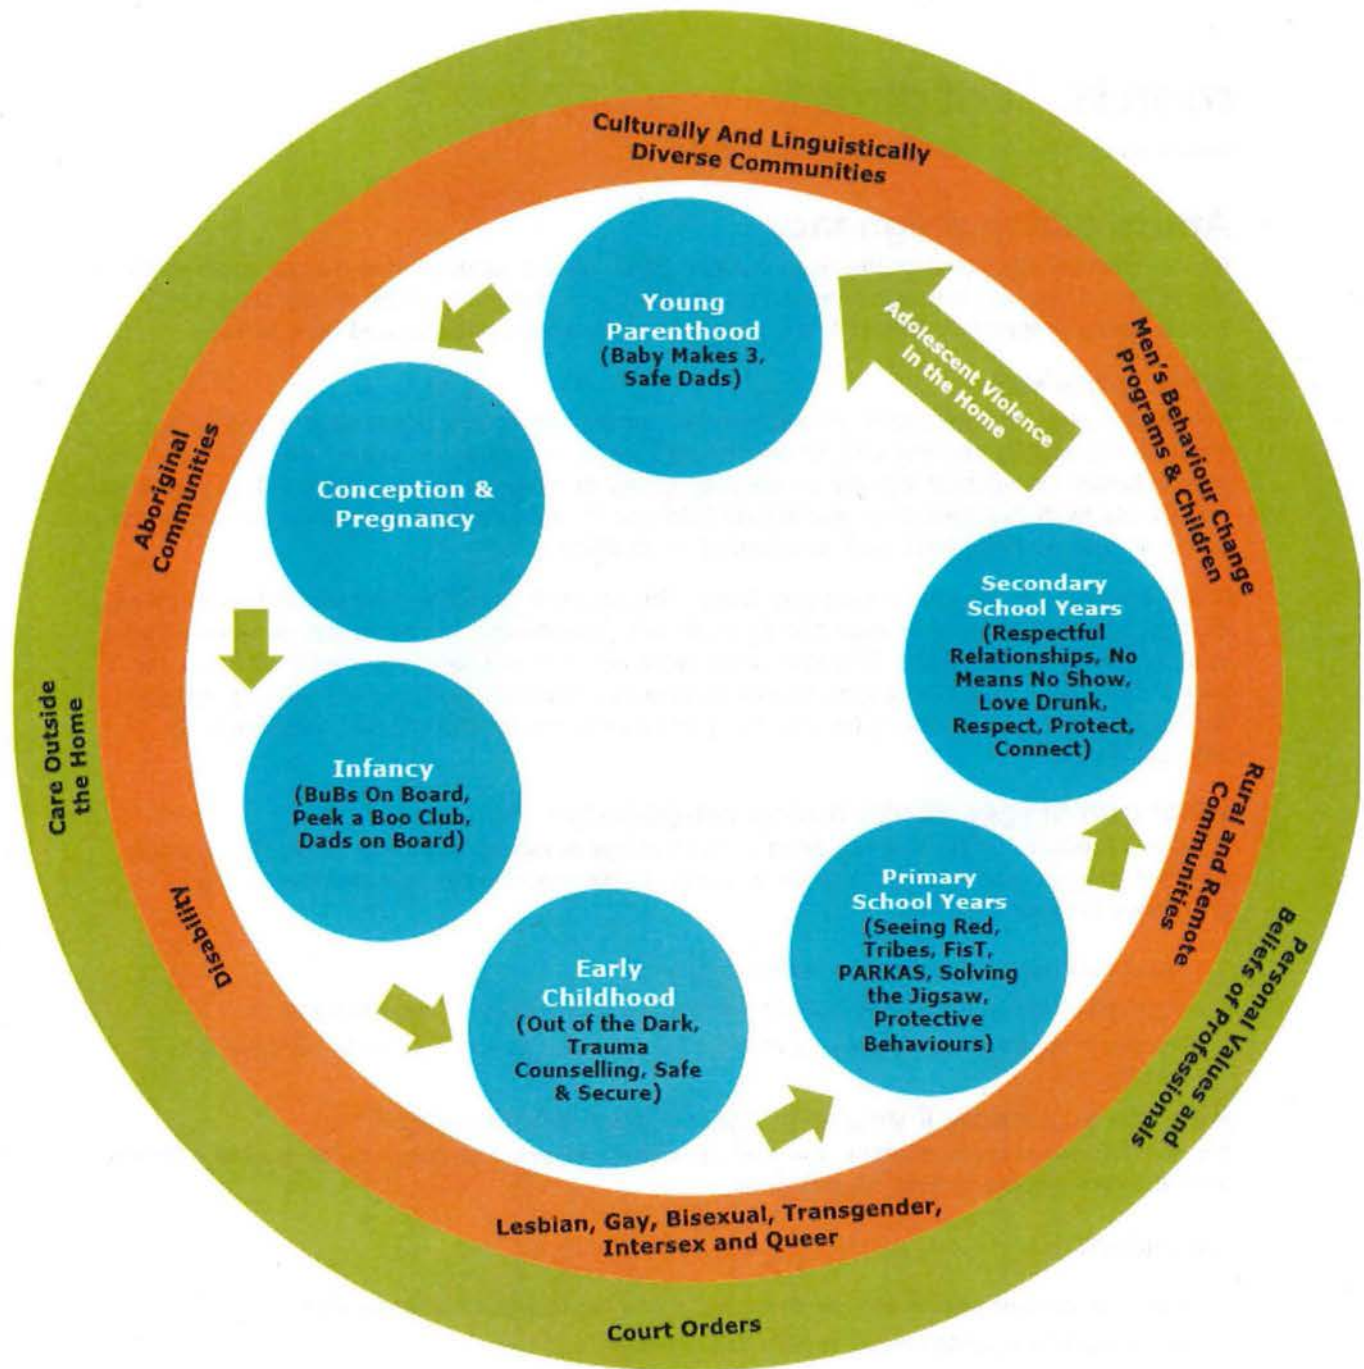 Culturally And Linguistically
Diverse Communities
Young
Parenthood
(Baby Makes 3,
Safe Dads)
Adolescent Violence
In the Home
Men's Behaviour Change
Programs & Children
Aboriginal
Communities
Conception &
Pregnancy
Secondary
School Years
(Respectful
Relationships, No
Means No Show,
Love Drunk,
Respect, Protect,
Connect)
Care Outside
the Home
Infancy
(BuBs On Board,
Peek a Boo Club,
Dads on Board)
Rural and Remote
Communities
Primary
School Years
(Seeing Red,
Tribes, FisT,
PARKAS, Solving
the Jigsaw,
Protective
Behaviours)
Disability
Early
Childhood
(Out of the Dark,
Trauma
Counselling, Safe
& Secure)
Personal Values and
Beliefs of Professionals
Lesbian, Gay, Bisexual, Transgender,
Intersex and Queer
Court Orders